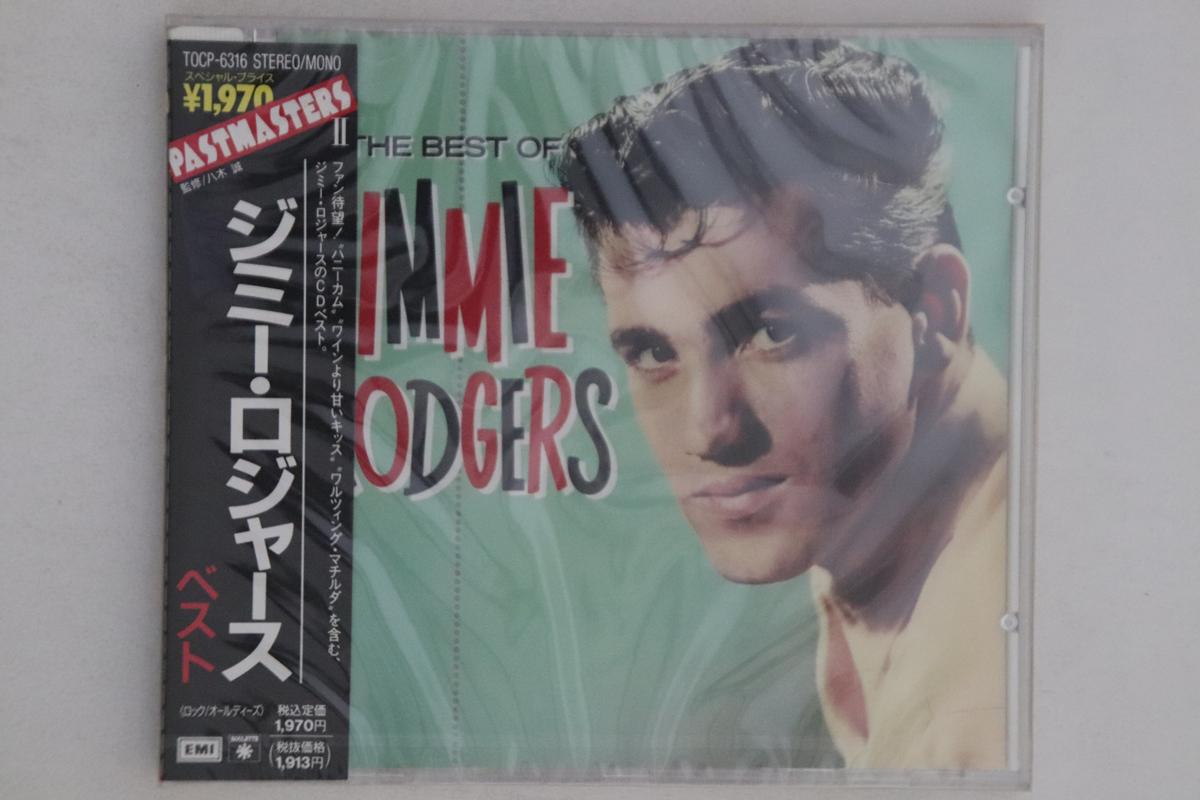 TOCP-6316 STEREO/MONO
スペシャル・プライス
¥1,970
PASTMASTERS
II
監修/八木 誠
ファン待望!“ハニーカム”“ワインより甘いキッス”“ワルツィング・マチルダ”を含む、
ジミー・ロジャースのCDベスト。
ジミー・ロジャース
ベスト
(ロック/オールディーズ)
税込定価
1,970円
(税抜価格
1,913円)
EMI
ROULETTE
THE BEST OF
IMMIE
ODGERS